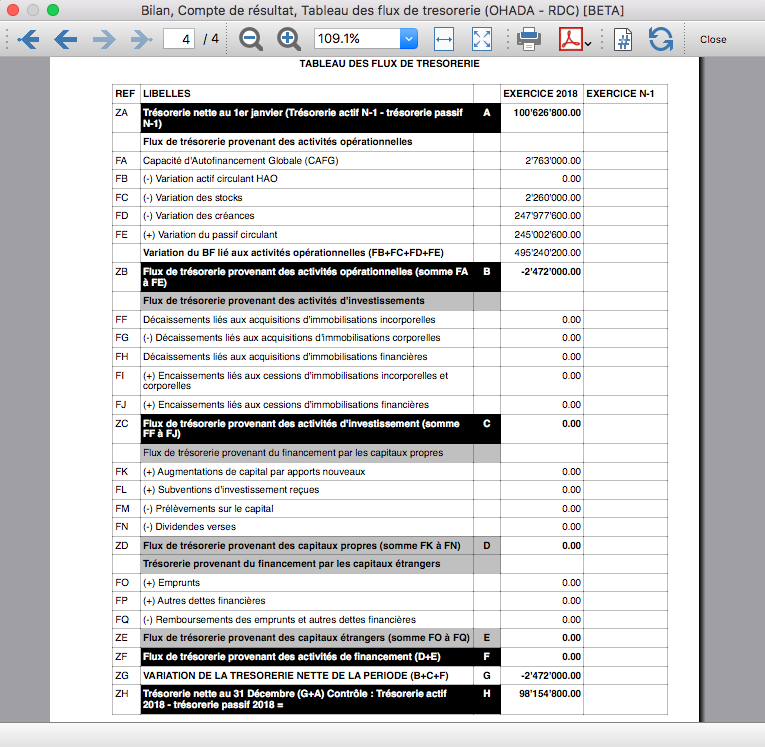 Bilan, Compte de résultat, Tableau des flux de tresorerie (OHADA - RDC) [BETA]
4 / 4 109.1% Close
TABLEAU DES FLUX DE TRESORERIE
REF LIBELLES EXERCICE 2018 EXERCICE N-1
ZA Trésorerie nette au 1er janvier (Trésorerie actif N-1 - trésorerie passif A 100'626'800.00
N-1)
Flux de trésorerie provenant des activités opérationnelles
FA Capacité d'Autofinancement Globale (CAFG) 2'763'000.00
FB (-) Variation actif circulant HAO 0.00
FC (-) Variation des stocks 2'260'000.00
FD (-) Variation des créances 247'977'600.00
FE (+) Variation du passif circulant 245'002'600.00
Variation du BF lié aux activités opérationnelles (FB+FC+FD+FE) 495'240'200.00
ZB Flux de trésorerie provenant des activités opérationnelles (somme FA B -2'472'000.00
à FE)
Flux de trésorerie provenant des activités d'investissements
FF Décaissements liés aux acquisitions d'immobilisations incorporelles 0.00
FG (-) Décaissements liés aux acquisitions d'immobilisations corporelles 0.00
FH Décaissements liés aux acquisitions d'immobilisations financières 0.00
FI (+) Encaissements liés aux cessions d'immobilisations incorporelles et 0.00
corporelles
FJ (+) Encaissements liés aux cessions d'immobilisations financières 0.00
ZC Flux de trésorerie provenant des activités d'investissement (somme C 0.00
FF à FJ)
Flux de trésorerie provenant du financement par les capitaux propres
FK (+) Augmentations de capital par apports nouveaux 0.00
FL (+) Subventions d'investissement reçues 0.00
FM (-) Prélèvements sur le capital 0.00
FN (-) Dividendes verses 0.00
ZD Flux de trésorerie provenant des capitaux propres (somme FK à FN) D 0.00
Trésorerie provenant du financement par les capitaux étrangers
FO (+) Emprunts 0.00
FP (+) Autres dettes financières 0.00
FQ (-) Remboursements des emprunts et autres dettes financières 0.00
ZE Flux de trésorerie provenant des capitaux étrangers (somme FO à FQ) E 0.00
ZF Flux de trésorerie provenant des activités de financement (D+E) F 0.00
ZG VARIATION DE LA TRESORERIE NETTE DE LA PERIODE (B+C+F) G -2'472'000.00
ZH Trésorerie nette au 31 Décembre (G+A) Contrôle : Trésorerie actif H 98'154'800.00
2018 - trésorerie passif 2018 =